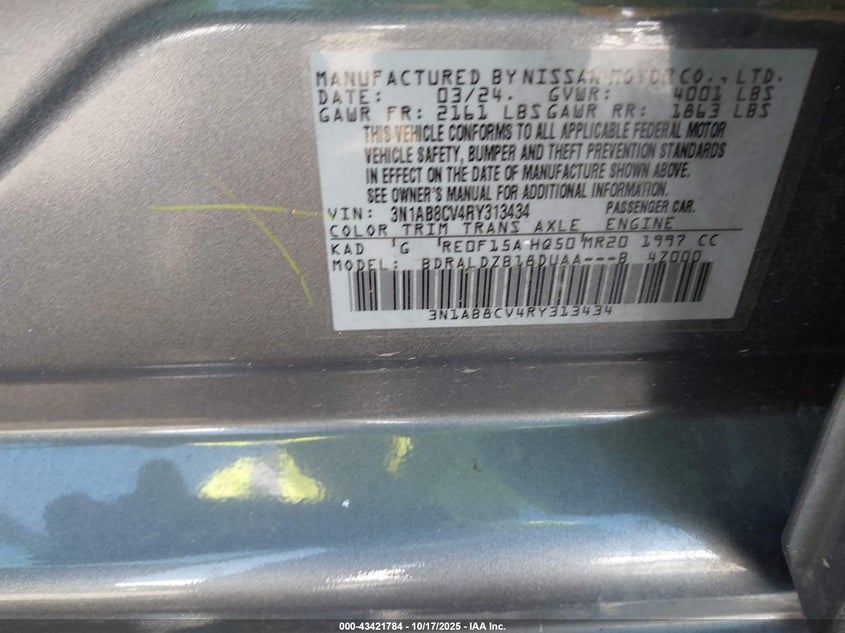 MANUFACTURED BY NISSAN MOTOR CO., LTD.
DATE: 03/24. GVWR: 4001 LBS
GAWR FR: 2161 LBS GAWR RR: 1863 LBS
THIS VEHICLE CONFORMS TO ALL APPLICABLE FEDERAL MOTOR
VEHICLE SAFETY, BUMPER AND THEFT PREVENTION STANDARDS
IN EFFECT ON THE DATE OF MANUFACTURE SHOWN ABOVE.
SEE OWNER'S MANUAL FOR ADDITIONAL INFORMATION.
VIN: 3N1AB8CV4RY313434 PASSENGER CAR.
COLOR TRIM TRANS AXLE ENGINE
KAD G RE0F15A HQ50 MR20 1997 CC
MODEL: BDRALDZB18DUAA---B 4Z000
3N1AB8CV4RY313434
000-43421784 | 10/17/2025 - IAA Inc.